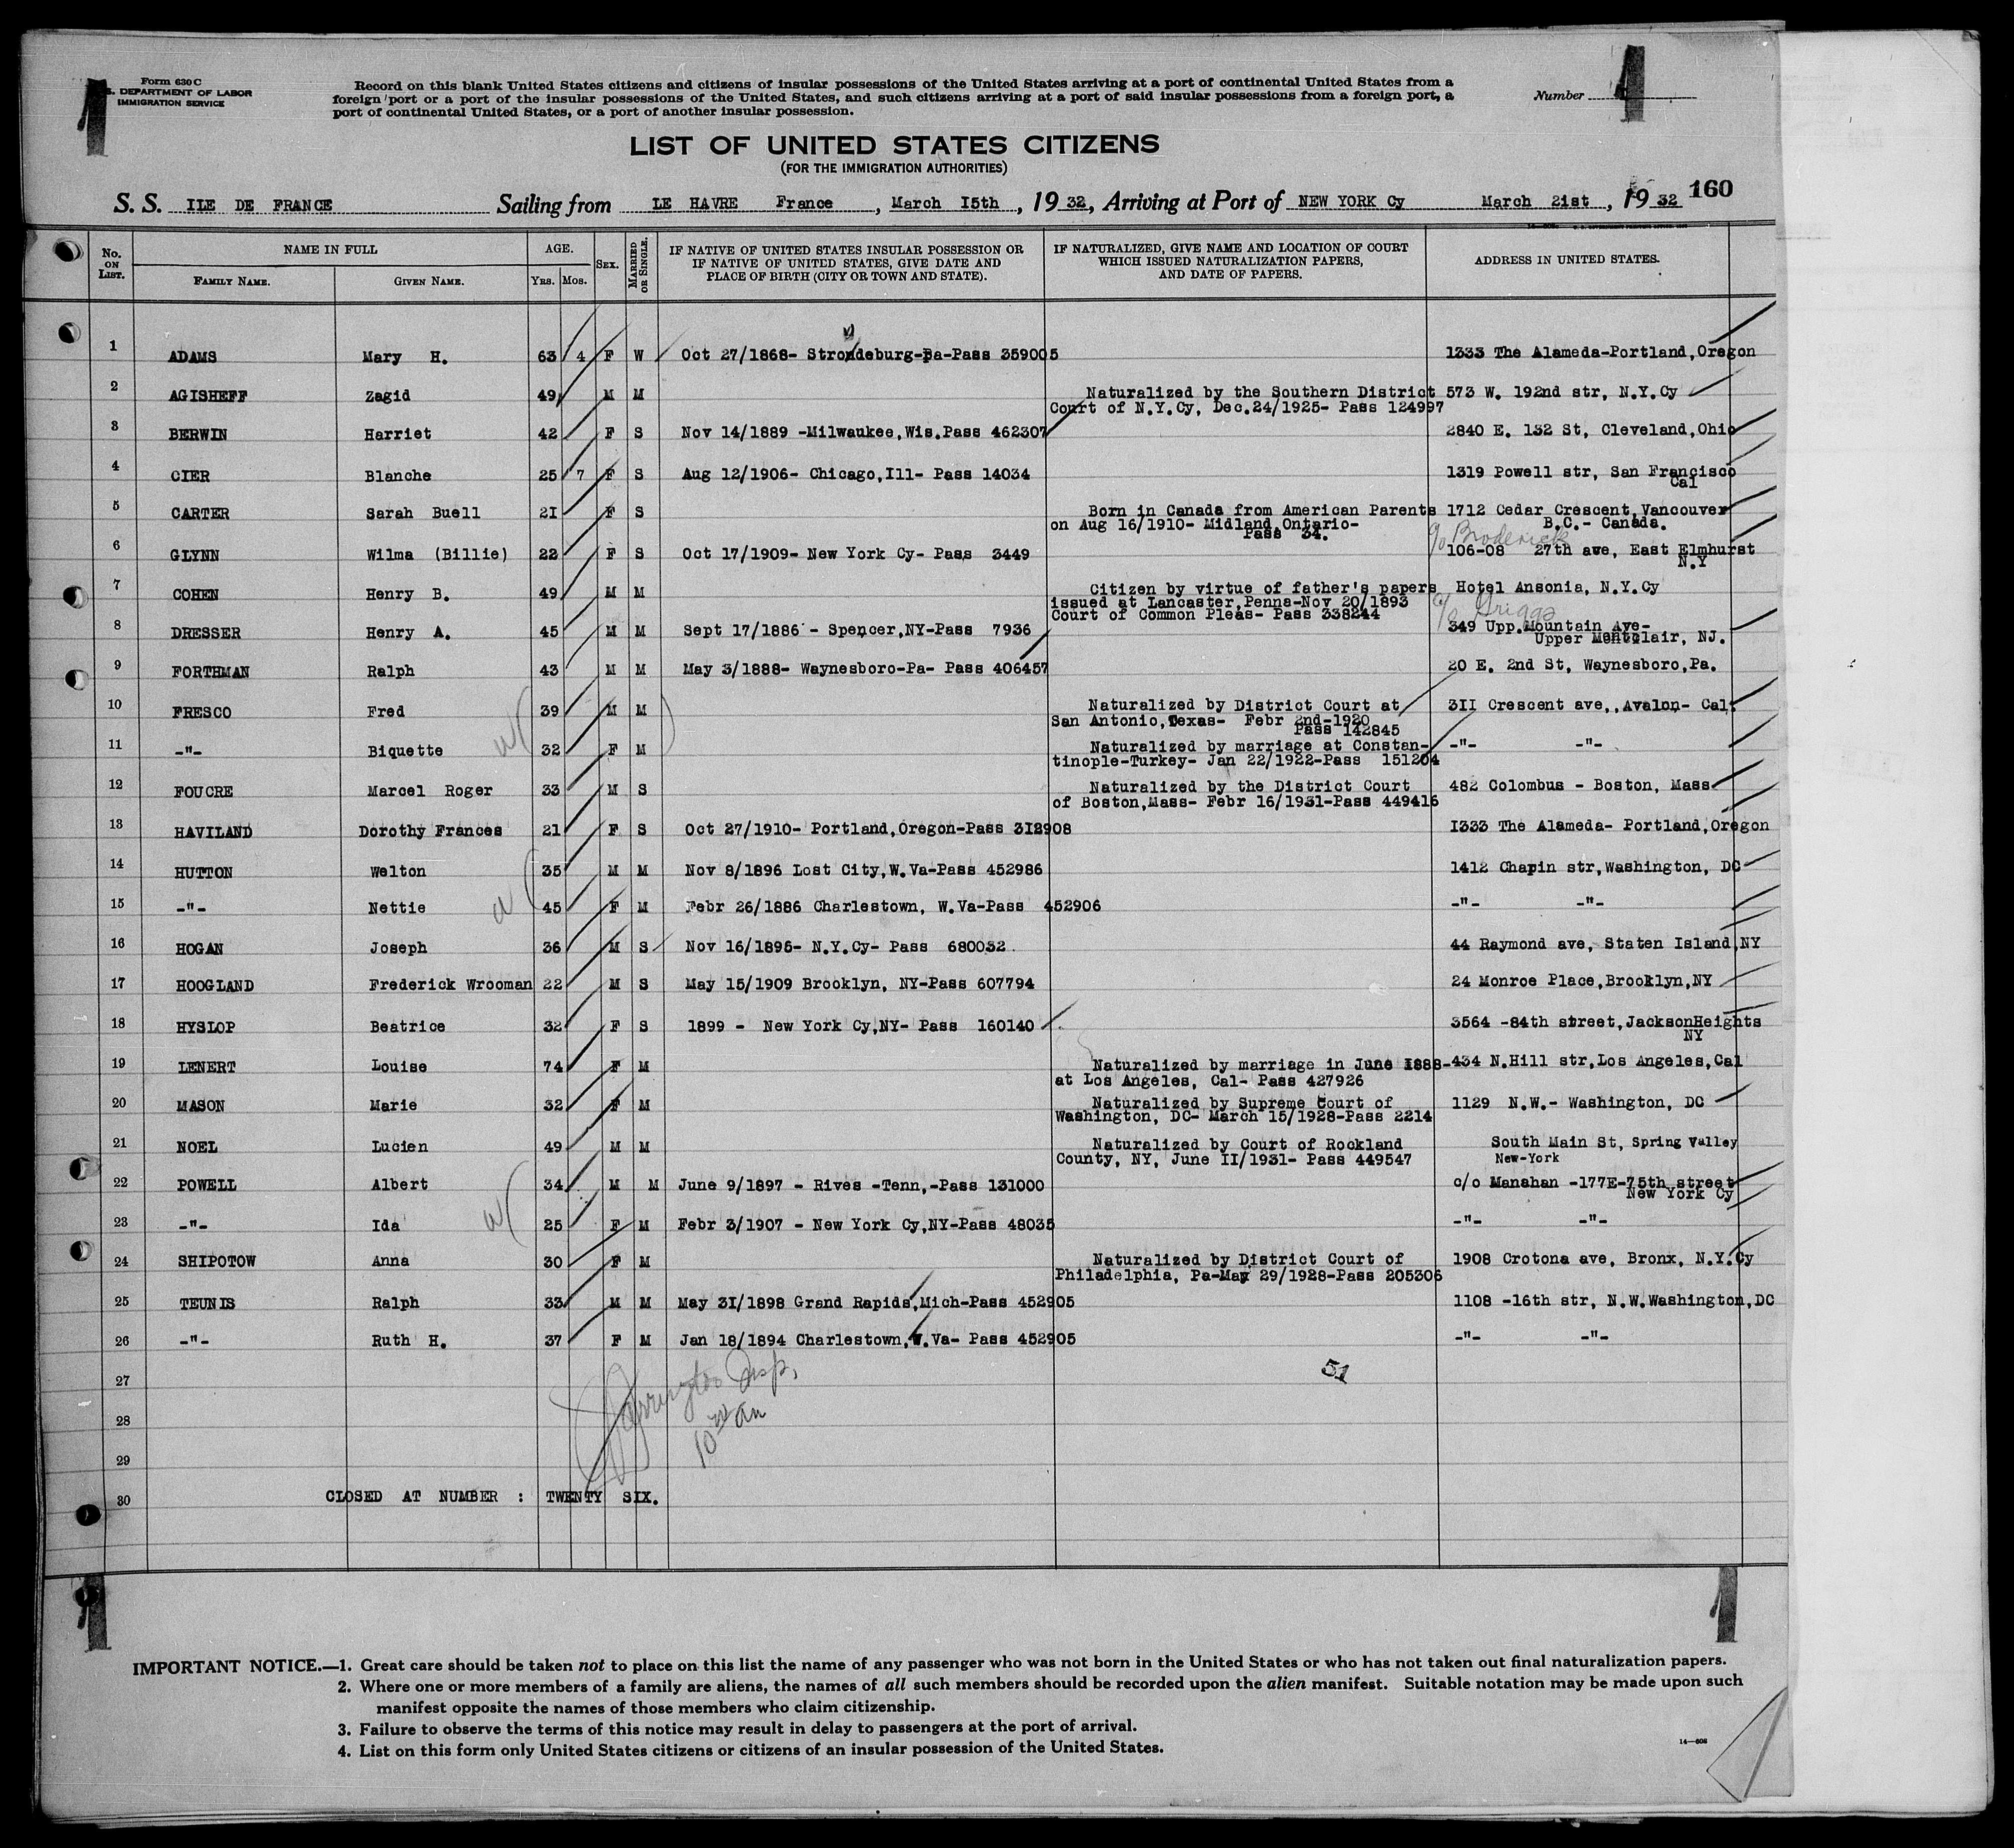 Form 630 C
S. DEPARTMENT OF LABOR
IMMIGRATION SERVICE
Record on this blank United States citizens and citizens of insular possessions of the United States arriving at a port of continental United States from a
foreign port or a port of the insular possessions of the United States, and such citizens arriving at a port of said insular possessions from a foreign port, a
port of continental United States, or a port of another insular possession.
Number
LIST OF UNITED STATES CITIZENS
(FOR THE IMMIGRATION AUTHORITIES)
S. S. ILE DE FRANCE Sailing from LE HAVRE France, March I5th, 19 32, Arriving at Port of NEW YORK Cy March 21st, 19 32 160
No. ON LIST. NAME IN FULL AGE. SEX. MARRIED OR SINGLE. IF NATIVE OF UNITED STATES INSULAR POSSESSION OR IF NATIVE OF UNITED STATES, GIVE DATE AND PLACE OF BIRTH (CITY OR TOWN AND STATE). IF NATURALIZED, GIVE NAME AND LOCATION OF COURT WHICH ISSUED NATURALIZATION PAPERS, AND DATE OF PAPERS. ADDRESS IN UNITED STATES.
FAMILY NAME. GIVEN NAME. YRS. MOS.
1 ADAMS Mary H. 63 4 F W Oct 27/1868- Stroudsburg-Pa-Pass 359005 1333 The Alameda-Portland,Oregon
2 AGISHEFF Zagid 49 M M Naturalized by the Southern District 573 W. 192nd str, N.Y.Cy
Court of N.Y.Cy, Dec.24/1925- Pass 124997
3 BERWIN Harriet 42 F S Nov 14/1889 -Milwaukee,Wis.Pass 462307 2840 E. 132 St, Cleveland,Ohio
4 CIER Blanche 25 7 F S Aug 12/1906- Chicago,Ill- Pass 14034 1319 Powell str, San Francisco
Cal
5 CARTER Sarah Buell 2I F S Born in Canada from American Parents 1712 Cedar Crescent,Vancouver
on Aug 16/1910- Midland,Ontario- B.C.- Canada.
Pass 34.
c/o Broderick
6 GLYNN Wilma (Billie) 22 F S Oct 17/1909- New York Cy- Pass 3449 106-08 27th ave, East Elmhurst
N.Y
7 COHEN Henry B. 49 M M Citizen by virtue of father's papers Hotel Ansonia, N.Y.Cy
issued at Lancaster,Penna-Nov 20/1893
Court of Common Pleas- Pass 338244
c/o Griggs
8 DRESSER Henry A. 45 M M Sept 17/1886 - Spencer,NY-Pass 7936 349 Upp.Mountain Ave-
Upper Montclair, NJ.
9 FORTHMAN Ralph 43 M M May 3/1888- Waynesboro-Pa- Pass 406457 20 E. 2nd St, Waynesboro,Pa.
10 FRESCO Fred 39 M M Naturalized by District Court at 3II Crescent ave,.Avalon- Cal.
San Antonio,Texas- Febr 2nd-1920
Pass 142845
11 -"- Biquette 32 F M Naturalized by marriage at Constan- -"- -"-
tinople-Turkey- Jan 22/1922-Pass 151204
12 FOUCRE Marcel Roger 33 M S Naturalized by the District Court 482 Colombus - Boston, Mass
of Boston,Mass- Febr 16/1931-Pass 449416
13 HAVILAND Dorothy Frances 21 F S Oct 27/1910- Portland,Oregon-Pass 3I2908 I333 The Alameda- Portland,Oregon
14 HUTTON Welton 35 M M Nov 8/1896 Lost City,W.Va-Pass 452986 1412 Chapin str,Washington, DC
15 -"- Nettie 45 F M Febr 26/1886 Charlestown, W.Va-Pass 452906 -"- -"-
16 HOGAN Joseph 36 M S Nov 16/1895- N.Y.Cy- Pass 680032 44 Raymond ave, Staten Island,NY
17 HOOGLAND Frederick Wrooman 22 M S May 15/1909 Brooklyn, NY-Pass 607794 24 Monroe Place,Brooklyn,NY
18 HYSLOP Beatrice 32 F S 1899 - New York Cy,NY- Pass 160140 3564 -84th street,JacksonHeights
NY
19 LENERT Louise 74 F M Naturalized by marriage in June I888- 434 N.Hill str,Los Angeles,Cal
at Los Angeles, Cal- Pass 427926
20 MASON Marie 32 F M Naturalized by Supreme Court of 1129 N.W.- Washington, DC
Washington, DC- March 15/1928-Pass 2214
21 NOEL Lucien 49 M M Naturalized by Court of Rockland South Main St, Spring Valley
County, NY, June II/1931- Pass 449547 New-York
22 POWELL Albert 34 M M June 9/1897 - Rives -Tenn,-Pass 131000 c/o Manahan -177E-75th street
New York Cy
23 -"- Ida 25 F M Febr 3/1907 - New York Cy,NY-Pass 48035 -"- -"-
24 SHIPOTOW Anna 30 F M Naturalized by District Court of 1908 Crotona ave, Bronx, N.Y.Cy
Philadelphia, Pa-May 29/1928-Pass 205306
25 TEUNIS Ralph 33 M M May 3I/1898 Grand Rapids,Mich-Pass 452905 1108 -16th str, N.W.Washington,DC
26 -"- Ruth H. 37 F M Jan 18/1894 Charlestown,W.Va- Pass 452905 -"- -"-
27 51
28
29
30 CLOSED AT NUMBER : TWENTY SIX.
IMPORTANT NOTICE.—1. Great care should be taken not to place on this list the name of any passenger who was not born in the United States or who has not taken out final naturalization papers.
2. Where one or more members of a family are aliens, the names of all such members should be recorded upon the alien manifest. Suitable notation may be made upon such
manifest opposite the names of those members who claim citizenship.
3. Failure to observe the terms of this notice may result in delay to passengers at the port of arrival.
4. List on this form only United States citizens or citizens of an insular possession of the United States.
14—608